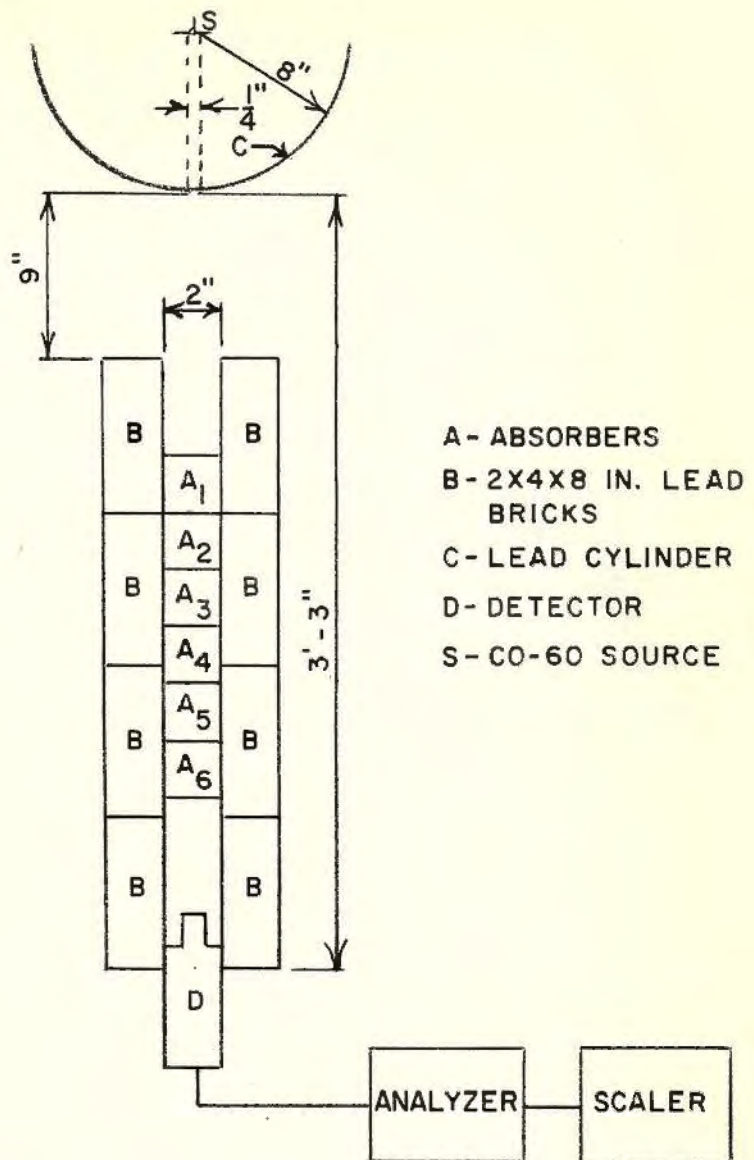 S
8"
1/4"
C
9"
2"
3'-3"
B B
A1
A2
B A3 B
A4
A5
B B
A6
B B
D
A- ABSORBERS
B- 2X4X8 IN. LEAD
BRICKS
C- LEAD CYLINDER
D- DETECTOR
S- CO-60 SOURCE
ANALYZER SCALER